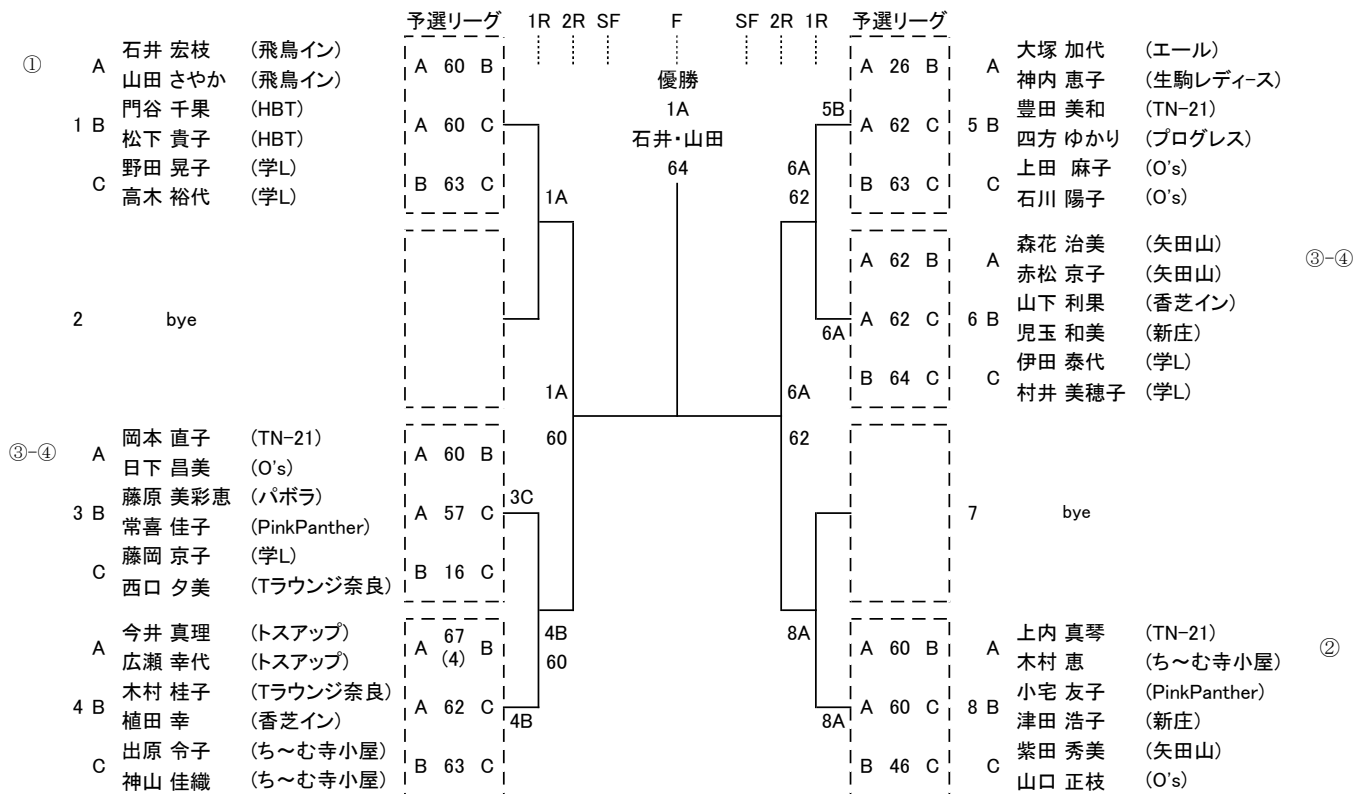 予選リーグ 1R 2R SF F SF 2R 1R 予選リーグ
① A 石井 宏枝 (飛鳥イン)
山田 さやか (飛鳥イン)
1 B 門谷 千果 (HBT)
松下 貴子 (HBT)
C 野田 晃子 (学L)
高木 裕代 (学L)
A 60 B
A 60 C
B 63 C
2 bye
1A
③-④ A 岡本 直子 (TN-21)
日下 昌美 (O's)
3 B 藤原 美彩恵 (パボラ)
常喜 佳子 (PinkPanther)
C 藤岡 京子 (学L)
西口 夕美 (Tラウンジ奈良)
A 60 B
A 57 C
B 16 C
3C
A 今井 真理 (トスアップ)
広瀬 幸代 (トスアップ)
4 B 木村 桂子 (Tラウンジ奈良)
植田 幸 (香芝イン)
C 出原 令子 (ち~む寺小屋)
神山 佳織 (ち~む寺小屋)
A 67 B
(4)
A 62 C
B 63 C
4B
4B
60
1A
60
優勝
1A
石井・山田
64
5B
6A
62
6A
6A
62
8A
8A
A 26 B
A 62 C
B 63 C
A 大塚 加代 (エール)
神内 恵子 (生駒レディース)
5 B 豊田 美和 (TN-21)
四方 ゆかり (プログレス)
C 上田 麻子 (O's)
石川 陽子 (O's)
A 62 B
A 62 C
B 64 C
A 森花 治美 (矢田山) ③-④
赤松 京子 (矢田山)
6 B 山下 利果 (香芝イン)
児玉 和美 (新庄)
C 伊田 泰代 (学L)
村井 美穂子 (学L)
7 bye
A 60 B
A 60 C
B 46 C
A 上内 真琴 (TN-21) ②
木村 恵 (ち~む寺小屋)
8 B 小宅 友子 (PinkPanther)
津田 浩子 (新庄)
C 紫田 秀美 (矢田山)
山口 正枝 (O's)